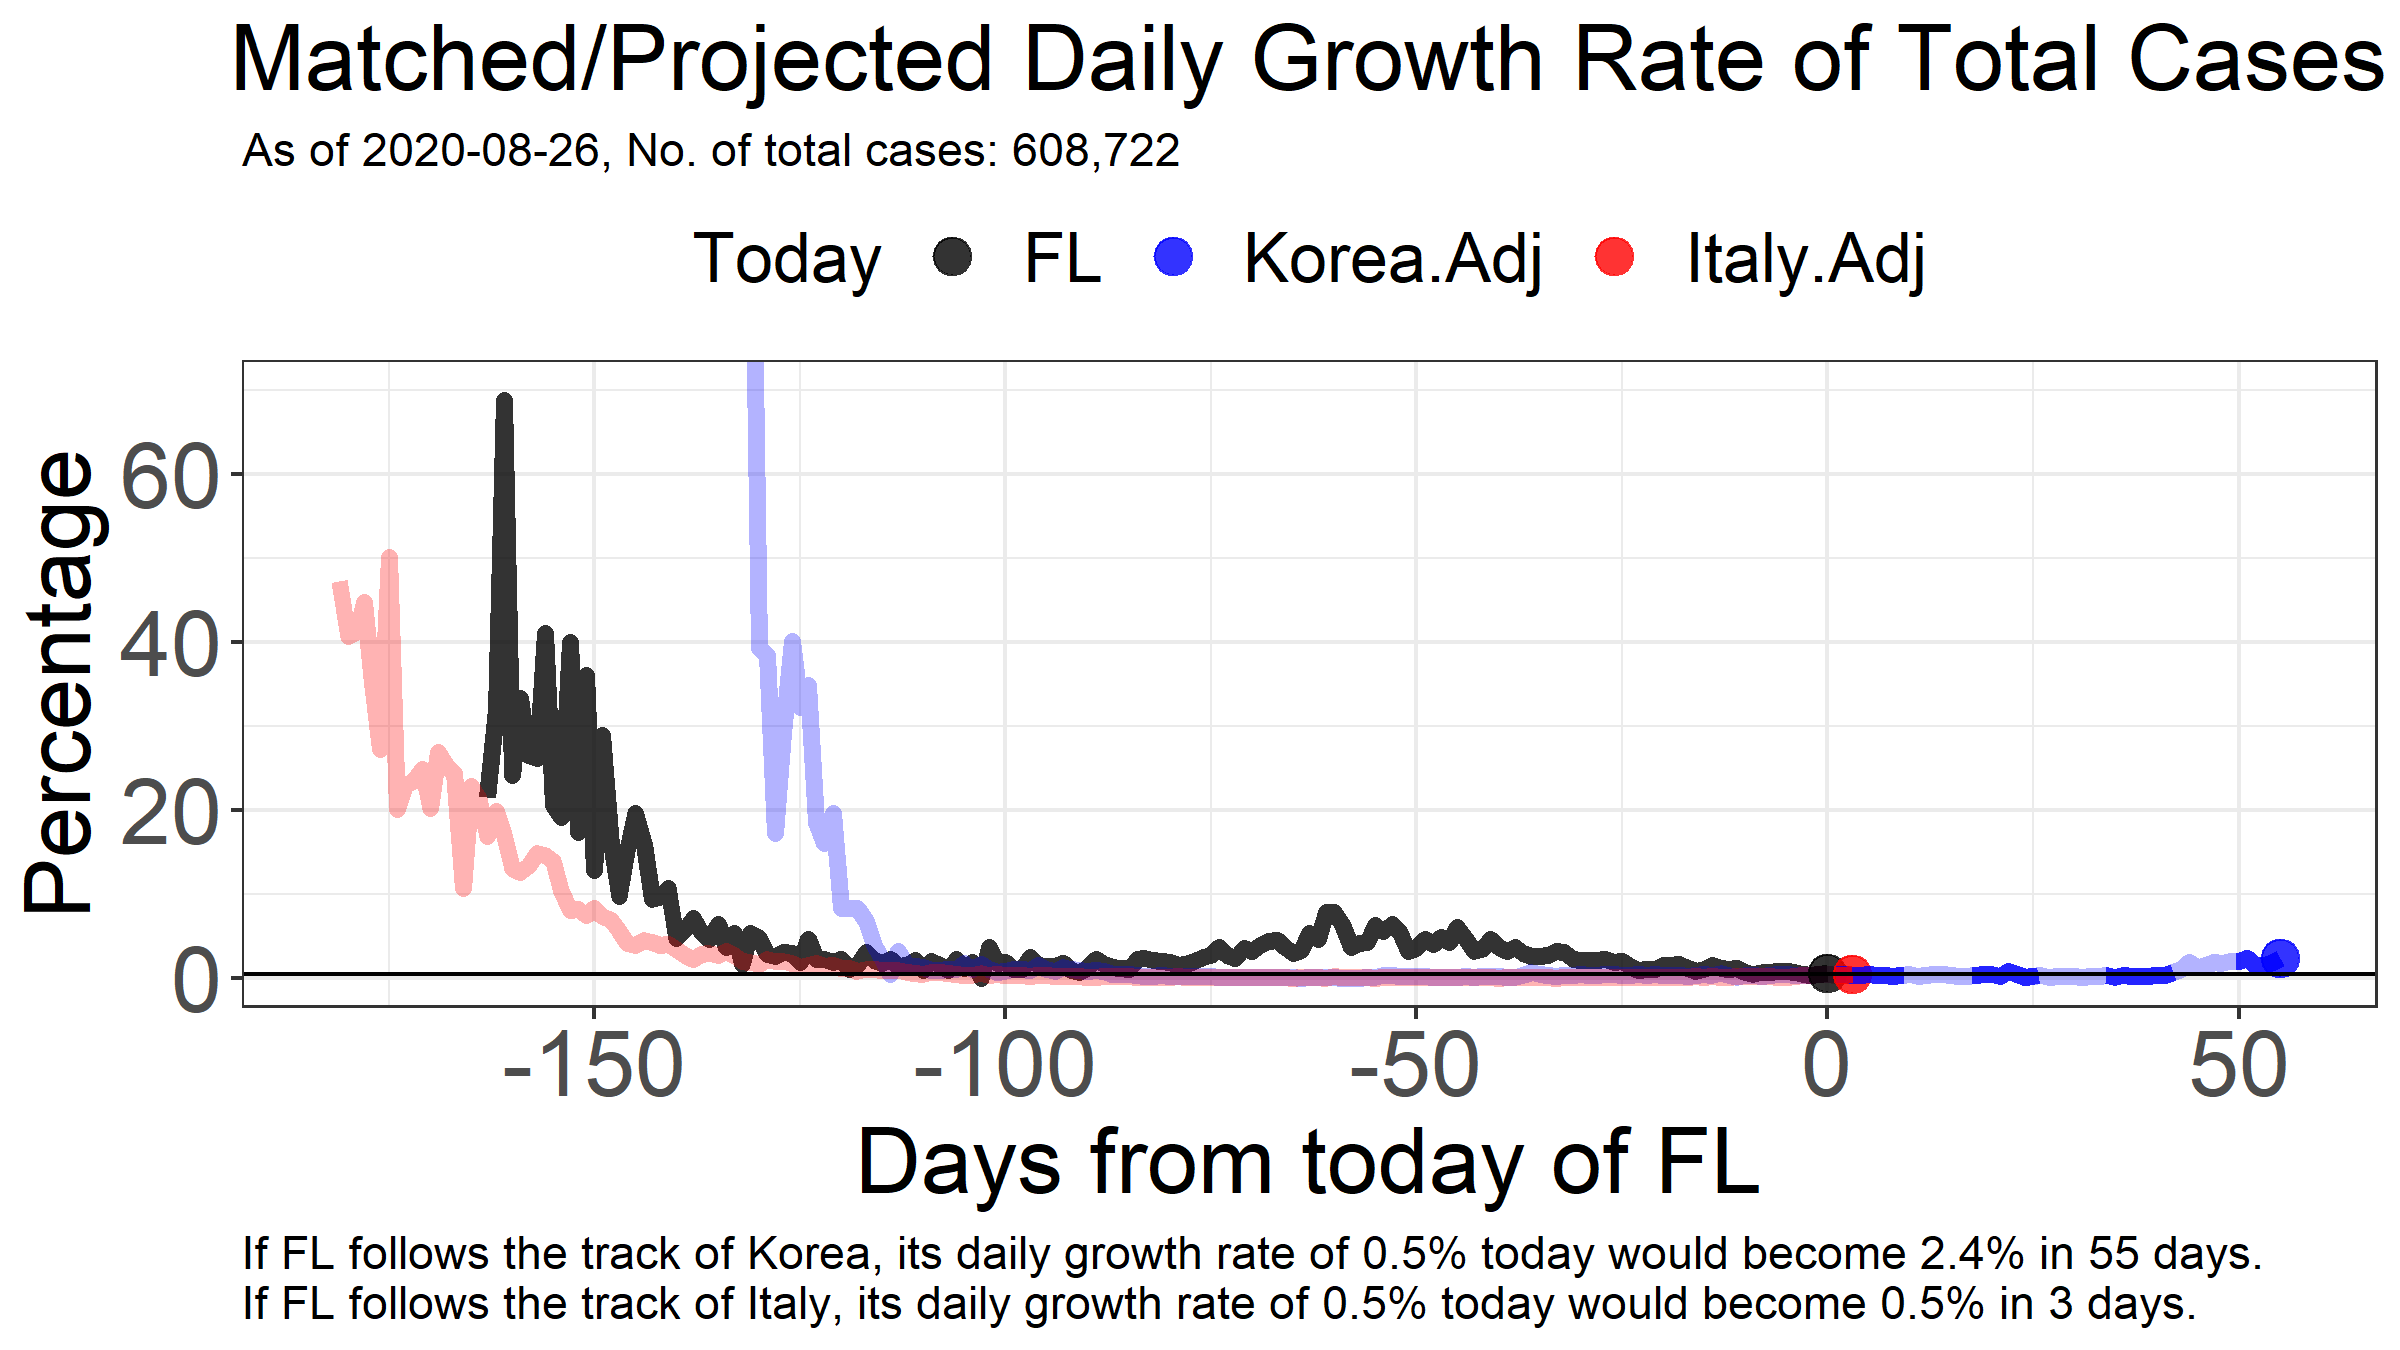 Matched/Projected Daily Growth Rate of Total Cases
As of 2020-08-26, No. of total cases: 608,722
Today FL Korea.Adj Italy.Adj
Percentage
60
40
20
0
-150 -100 -50 0 50
Days from today of FL
If FL follows the track of Korea, its daily growth rate of 0.5% today would become 2.4% in 55 days.
If FL follows the track of Italy, its daily growth rate of 0.5% today would become 0.5% in 3 days.